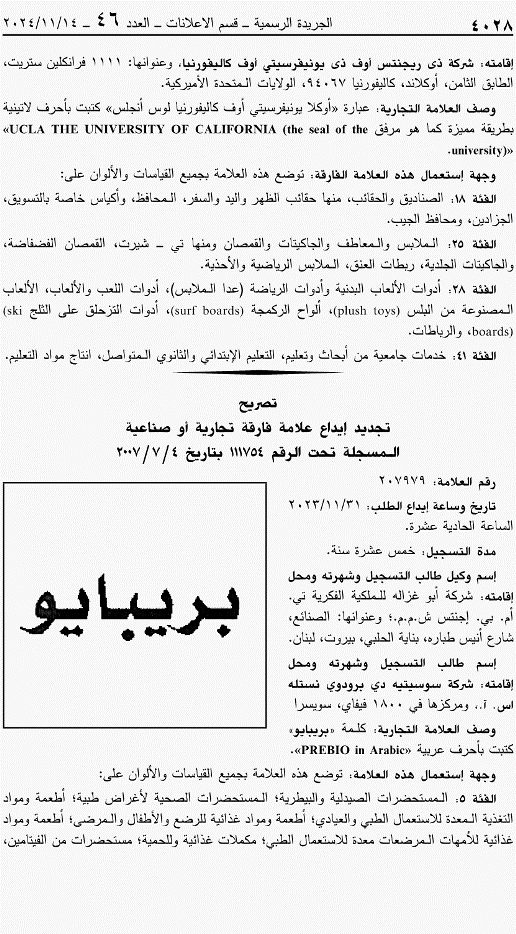 ٤٠٢٨ الجريدة الرسمية – قسم الاعلانات – العدد ٤٦ – ٢٠٢٤/١١/١٤
إقامته: شركة ذى ريجنتس أوف ذى يونيفرسيتي أوف كاليفورنيا، وعنوانها: ١١١١ فرانكلين ستريت،
الطابق الثامن، أوكلاند، كاليفورنيا ٩٤٠٦٧، الولايات المتحدة الأميركية.
وصف العلامة التجارية: عبارة «أوكلا يونيفرسيتي أوف كاليفورنيا لوس أنجلس» كتبت بأحرف لاتينية
بطريقة مميزة كما هو مرفق UCLA THE UNIVERSITY OF CALIFORNIA (the seal of the»
university)».
وجهة إستعمال هذه العلامة الفارقة: توضع هذه العلامة بجميع القياسات والألوان على:
الفئة ١٨: الصناديق والحقائب، منها حقائب الظهر واليد والسفر، المحافظ، وأكياس خاصة بالتسويق،
الجزادين، ومحافظ الجيب.
الفئة ٢٥: الملابس والمعاطف والجاكيتات والقمصان ومنها تي – شيرت، القمصان الفضفاضة،
والجاكيتات الجلدية، ربطات العنق، الملابس الرياضية والأحذية.
الفئة ٢٨: أدوات الألعاب البدنية وأدوات الرياضة (عدا الملابس)، أدوات اللعب والألعاب، الألعاب
المصنوعة من البلس (plush toys)، ألواح الركمجة (surf boards)، أدوات التزحلق على الثلج (ski
boards)، والرباطات.
الفئة ٤١: خدمات جامعية من أبحاث وتعليم، التعليم الإبتدائي والثانوي المتواصل، انتاج مواد التعليم.
تصريح
تجديد إيداع علامة فارقة تجارية أو صناعية
المسجلة تحت الرقم ١١١٧٥٤ بتاريخ ٢٠٠٧/٧/٤
رقم العلامة: ٢٠٧٩٧٩
تاريخ وساعة إيداع الطلب: ٢٠٢٣/١١/٣١
الساعة الحادية عشرة.
مدة التسجيل: خمس عشرة سنة.
إسم وكيل طالب التسجيل وشهرته ومحل
إقامته: شركة أبو غزاله للملكية الفكرية تي.
أم. بي. إجنتس ش.م.م.؛ وعنوانها: الصنائع،
شارع أنيس طباره، بناية الحلبي، بيروت، لبنان.
إسم طالب التسجيل وشهرته ومحل
إقامته: شركة سوسيتيه دي برودوي نستله
اس. آ.، ومركزها في ١٨٠٠ فيفاي، سويسرا
وصف العلامة التجارية: كلمة «بريبايو»
كتبت بأحرف عربية «PREBIO in Arabic».
بريبايو
وجهة إستعمال هذه العلامة: توضع هذه العلامة بجميع القياسات والألوان على:
الفئة ٥: المستحضرات الصيدلية والبيطرية؛ المستحضرات الصحية لأغراض طبية؛ أطعمة ومواد
التغذية المعدة للاستعمال الطبي والعيادي؛ أطعمة ومواد غذائية للرضع والأطفال والمرضى؛ أطعمة ومواد
غذائية للأمهات المرضعات معدة للاستعمال الطبي؛ مكملات غذائية وللحمية؛ مستحضرات من الفيتامين،